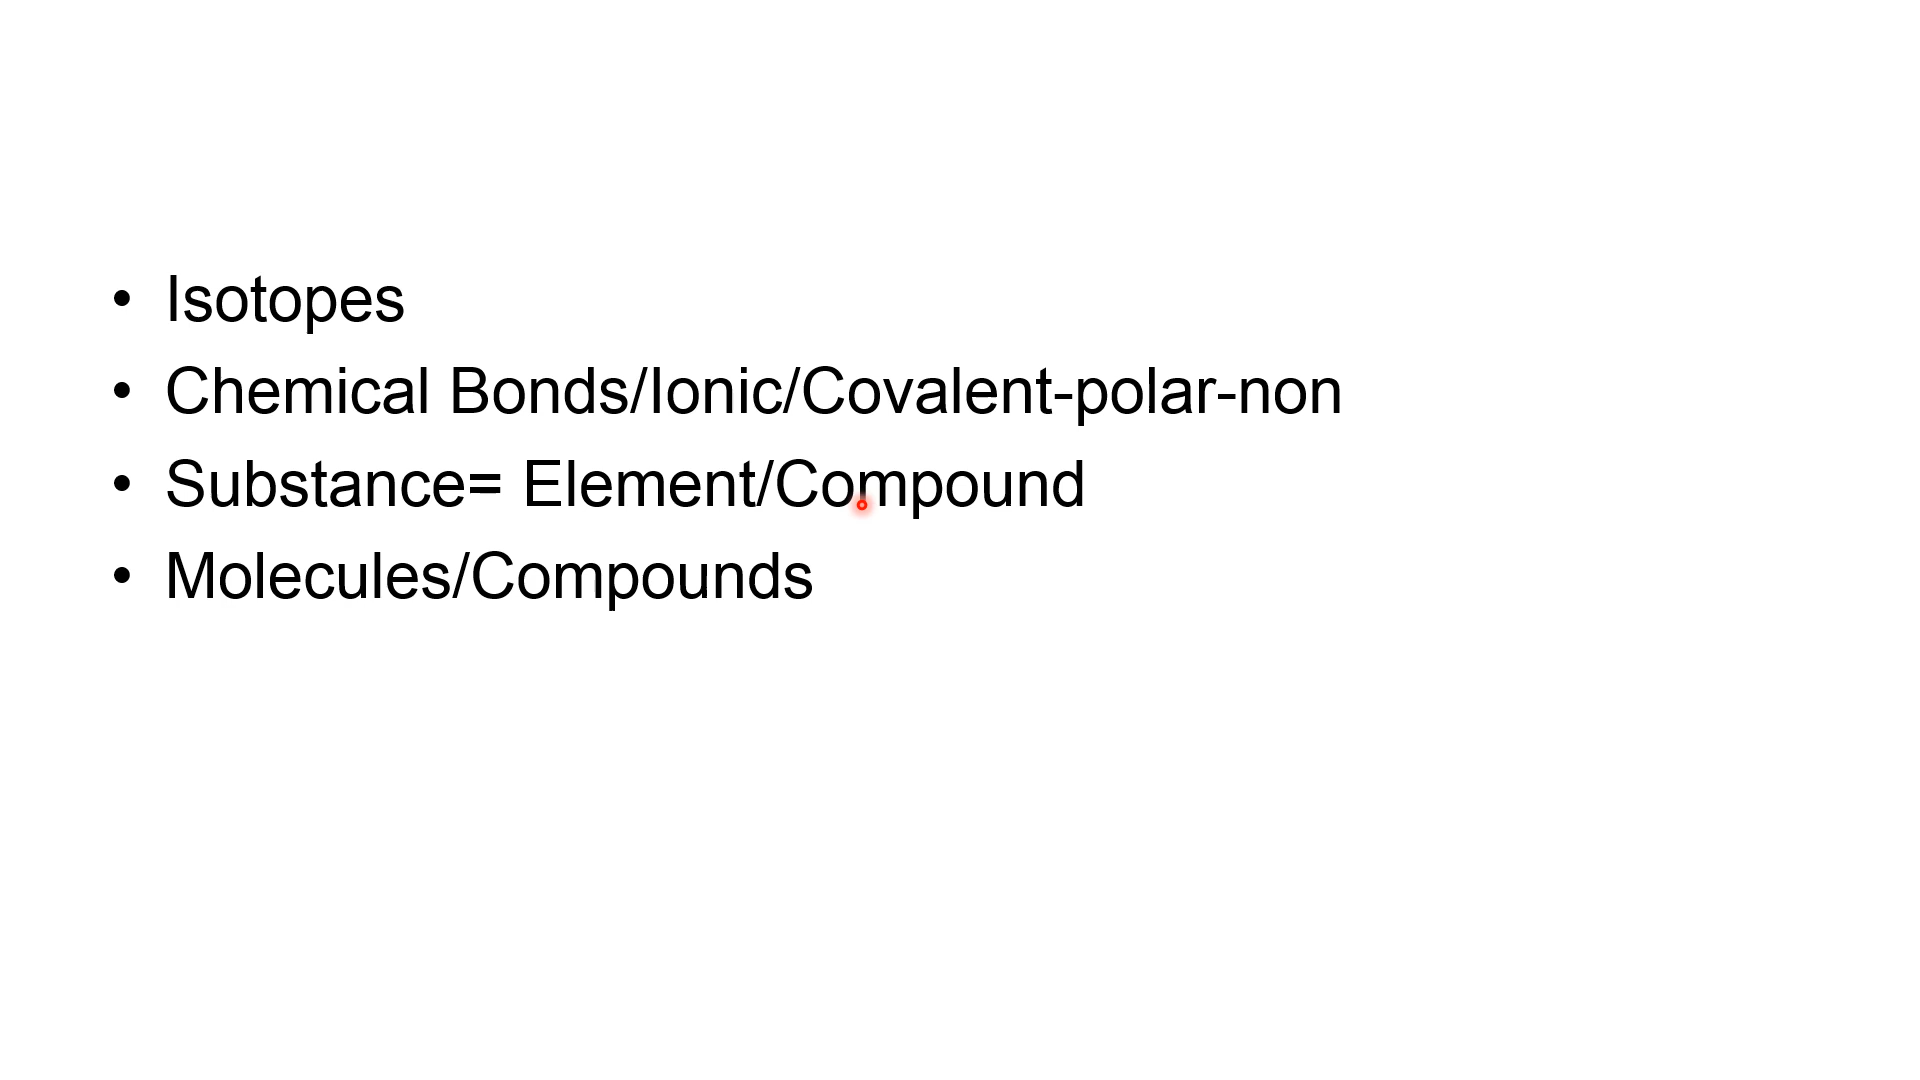 • Isotopes
• Chemical Bonds/Ionic/Covalent-polar-non
• Substance= Element/Compound
• Molecules/Compounds